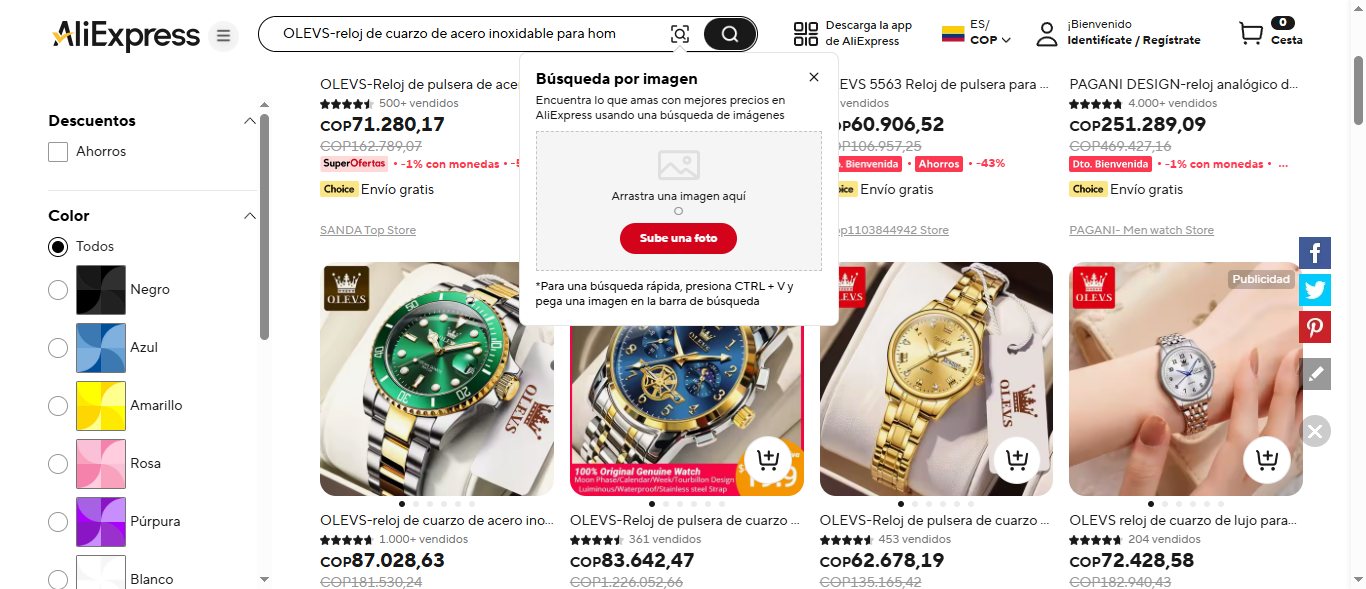 AliExpress
OLEVS-reloj de cuarzo de acero inoxidable para hom
Descarga la app
de AliExpress
ES/
COP
¡Bienvenido
Identifícate / Regístrate
0
Cesta
Búsqueda por imagen
Encuentra lo que amas con mejores precios en
AliExpress usando una búsqueda de imágenes
Arrastra una imagen aquí
O
Sube una foto
*Para una búsqueda rápida, presiona CTRL + V y
pega una imagen en la barra de búsqueda
Descuentos
Ahorros
Color
Todos
Negro
Azul
Amarillo
Rosa
Púrpura
Blanco
OLEVS-Reloj de pulsera de acer
500+ vendidos
COP71.280,17
COP162.789,07
SuperOfertas
-1% con monedas
Choice Envío gratis
SANDA Top Store
EVS 5563 Reloj de pulsera para ...
vendidos
60.906,52
106.957,25
. Bienvenida
Ahorros
-43%
Envío gratis
p1103844942 Store
PAGANI DESIGN-reloj analógico d...
4.000+ vendidos
COP251.289,09
COP469.427,16
Dto. Bienvenida
-1% con monedas
...
Choice Envío gratis
PAGANI- Men watch Store
OLEVS
OLEVS
OLEVS-reloj de cuarzo de acero ino...
1.000+ vendidos
COP87.028,63
COP181.530,24
100% Original Genuine Watch
Moon Phase/Calendar/Week/Tourbillon Design
Luminous/Waterproof/Stainless steel Strap
OLEVS-Reloj de pulsera de cuarzo ...
361 vendidos
COP83.642,47
COP1.226.052,66
OLEVS
OLEVS
OLEVS-Reloj de pulsera de cuarzo ...
453 vendidos
COP62.678,19
COP135.165,42
OLEVS
Publicidad
OLEVS reloj cuarzo de lujo para...
204 vendidos
COP72.428,58
COP182.940,43